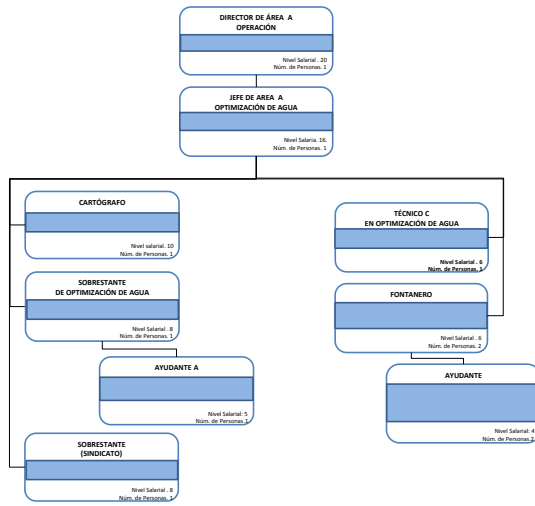 DIRECTOR DE ÁREA A
OPERACIÓN
Nivel Salarial . 20
Núm. de Personas. 1
JEFE DE AREA A
OPTIMIZACIÓN DE AGUA
Nivel Salaria. 16.
Núm. de Personas. 1
CARTÓGRAFO
Nivel salarial. 10
Núm. de Personas. 1
SOBRESTANTE
DE OPTIMIZACIÓN DE AGUA
Nivel Salarial . 8
Núm. de Personas. 1
AYUDANTE A
Nivel Salarial: 5
Núm. de Personas.1
SOBRESTANTE
(SINDICATO)
Nivel Salarial . 8
Núm. de Personas. 1
TÉCNICO C
EN OPTIMIZACIÓN DE AGUA
Nivel Salarial . 6
Núm. de Personas. 1
FONTANERO
Nivel Salarial . 6
Núm. de Personas. 2
AYUDANTE
Nivel Salarial: 4
Núm. de Personas.2